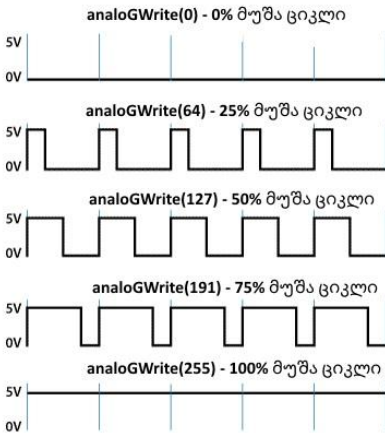 analoGWrite(0) - 0% მუშა ციკლი
5V
0V
analoGWrite(64) - 25% მუშა ციკლი
5V
0V
analoGWrite(127) - 50% მუშა ციკლი
5V
0V
analoGWrite(191) - 75% მუშა ციკლი
5V
0V
analoGWrite(255) - 100% მუშა ციკლი
5V
0V